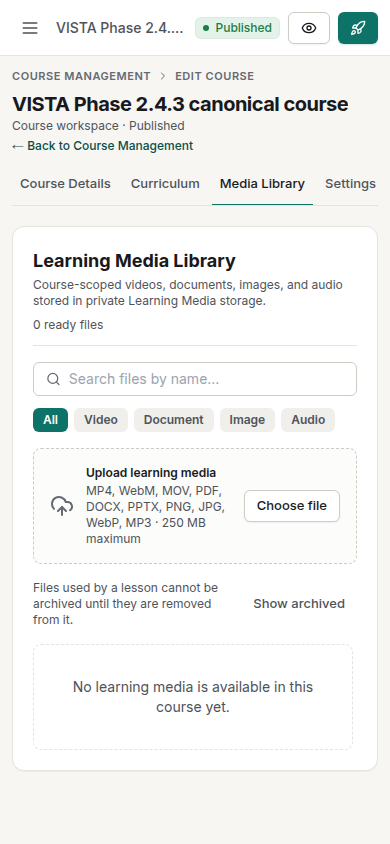 VISTA Phase 2.4.... Published
COURSE MANAGEMENT > EDIT COURSE
VISTA Phase 2.4.3 canonical course
Course workspace · Published
← Back to Course Management
Course Details Curriculum Media Library Settings
Learning Media Library
Course-scoped videos, documents, images, and audio
stored in private Learning Media storage.
0 ready files
Search files by name...
All Video Document Image Audio
Upload learning media
MP4, WebM, MOV, PDF,
DOCX, PPTX, PNG, JPG,
WebP, MP3 · 250 MB
maximum
Choose file
Files used by a lesson cannot be
archived until they are removed
from it.
Show archived
No learning media is available in this
course yet.